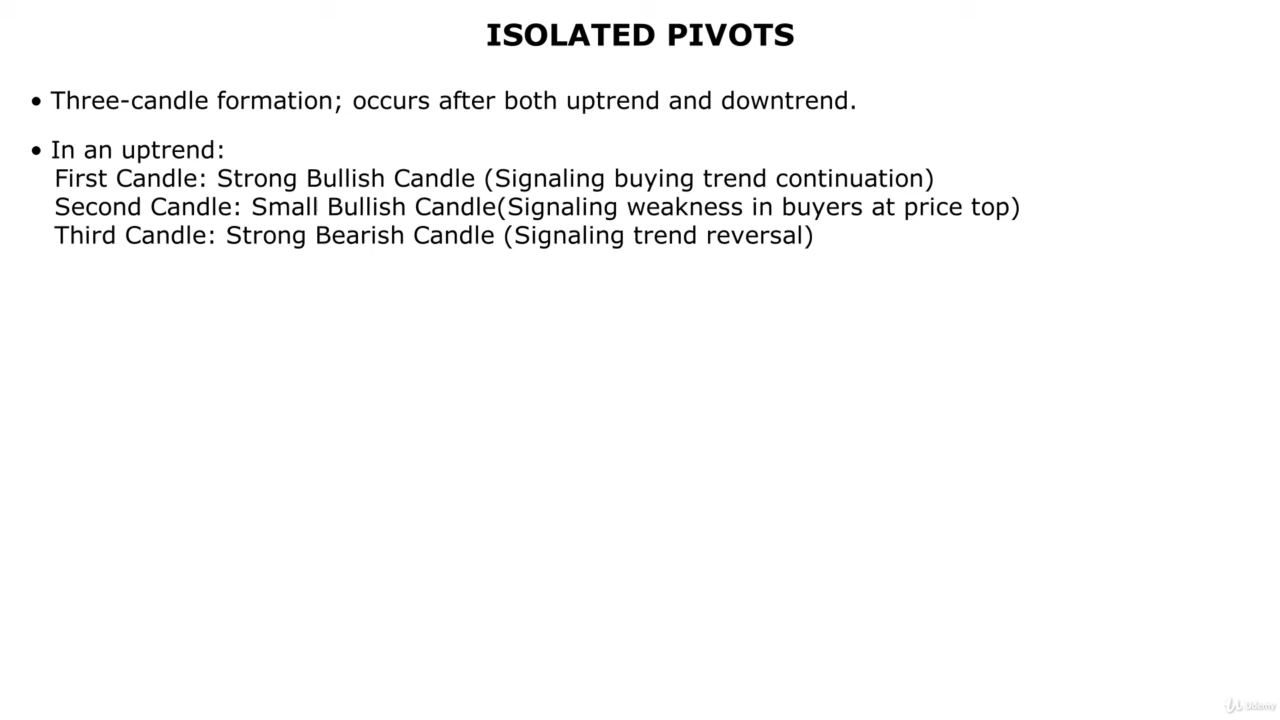 ISOLATED PIVOTS
• Three-candle formation; occurs after both uptrend and downtrend.
• In an uptrend:
First Candle: Strong Bullish Candle (Signaling buying trend continuation)
Second Candle: Small Bullish Candle(Signaling weakness in buyers at price top)
Third Candle: Strong Bearish Candle (Signaling trend reversal)
Udemy